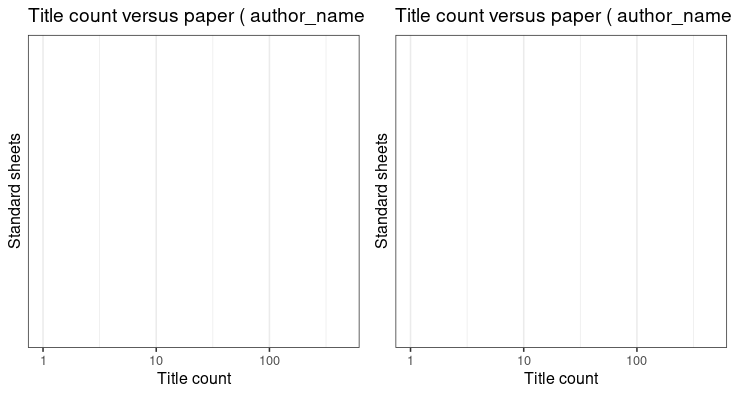 Title count versus paper ( author_name
Standard sheets
1 10 100
Title count
Title count versus paper ( author_name
Standard sheets
1 10 100
Title count